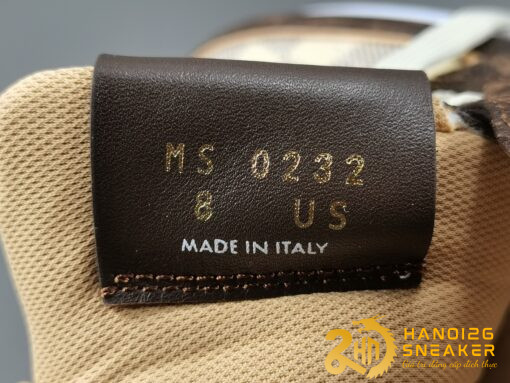 MS 0232
8 US
MADE IN ITALY
HANOI2G
SNEAKER